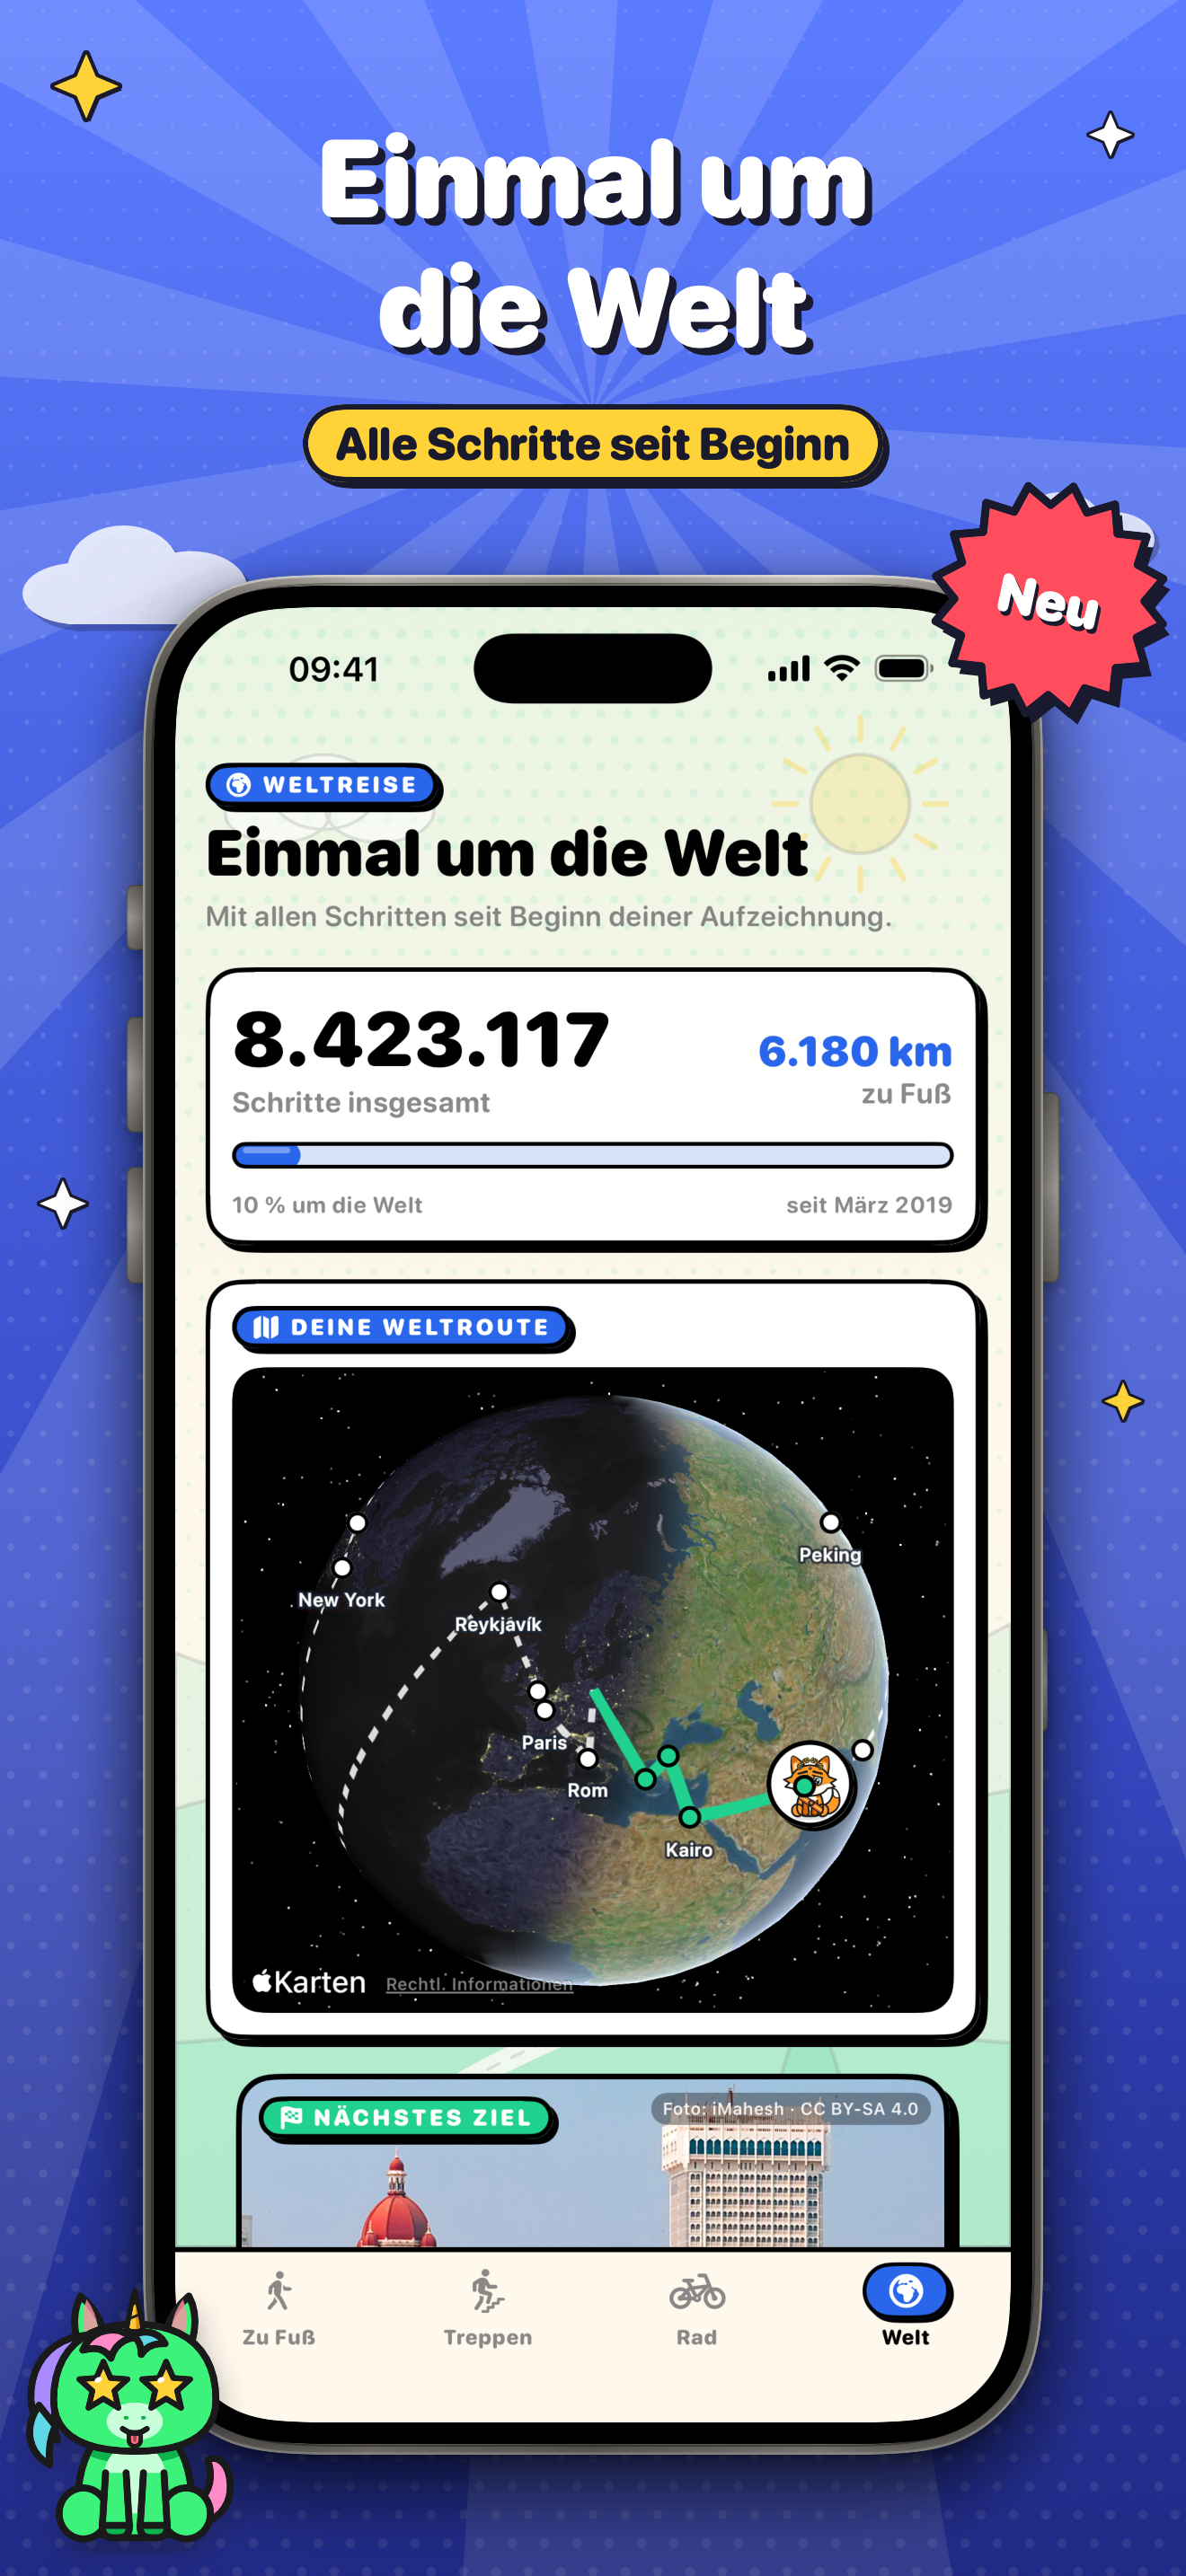 Einmal um
die Welt
Alle Schritte seit Beginn
Neu
09:41
WELTREISE
Einmal um die Welt
Mit allen Schritten seit Beginn deiner Aufzeichnung.
8.423.117
6.180 km
Schritte insgesamt
zu Fuß
10 % um die Welt
seit März 2019
DEINE WELTROUTE
Peking
New York
Reykjavík
Paris
Rom
Kairo
Karten
Rechtl. Informationen
NÄCHSTES ZIEL
Foto: iMahesh · CC BY-SA 4.0
Zu Fuß
Treppen
Rad
Welt